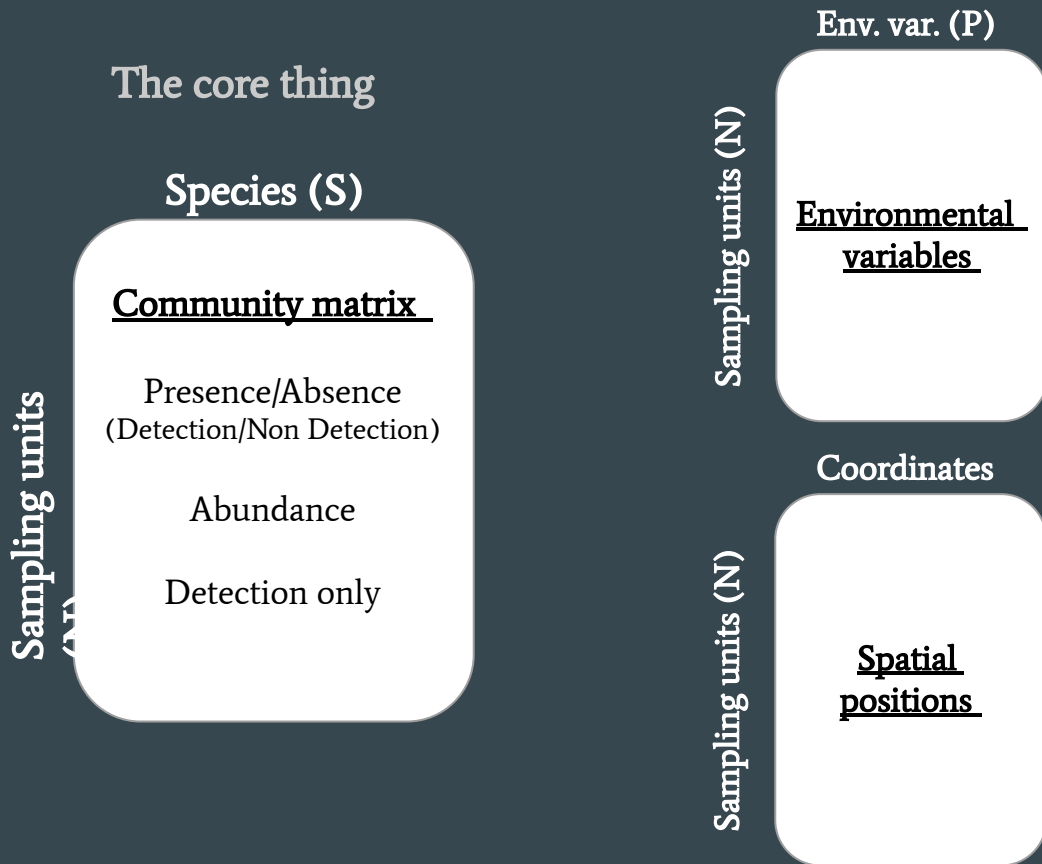 The core thing
Species (S)
Sampling units
(N)
Community matrix
Presence/Absence
(Detection/Non Detection)
Abundance
Detection only
Env. var. (P)
Sampling units (N)
Environmental
variables
Coordinates
Sampling units (N)
Spatial
positions